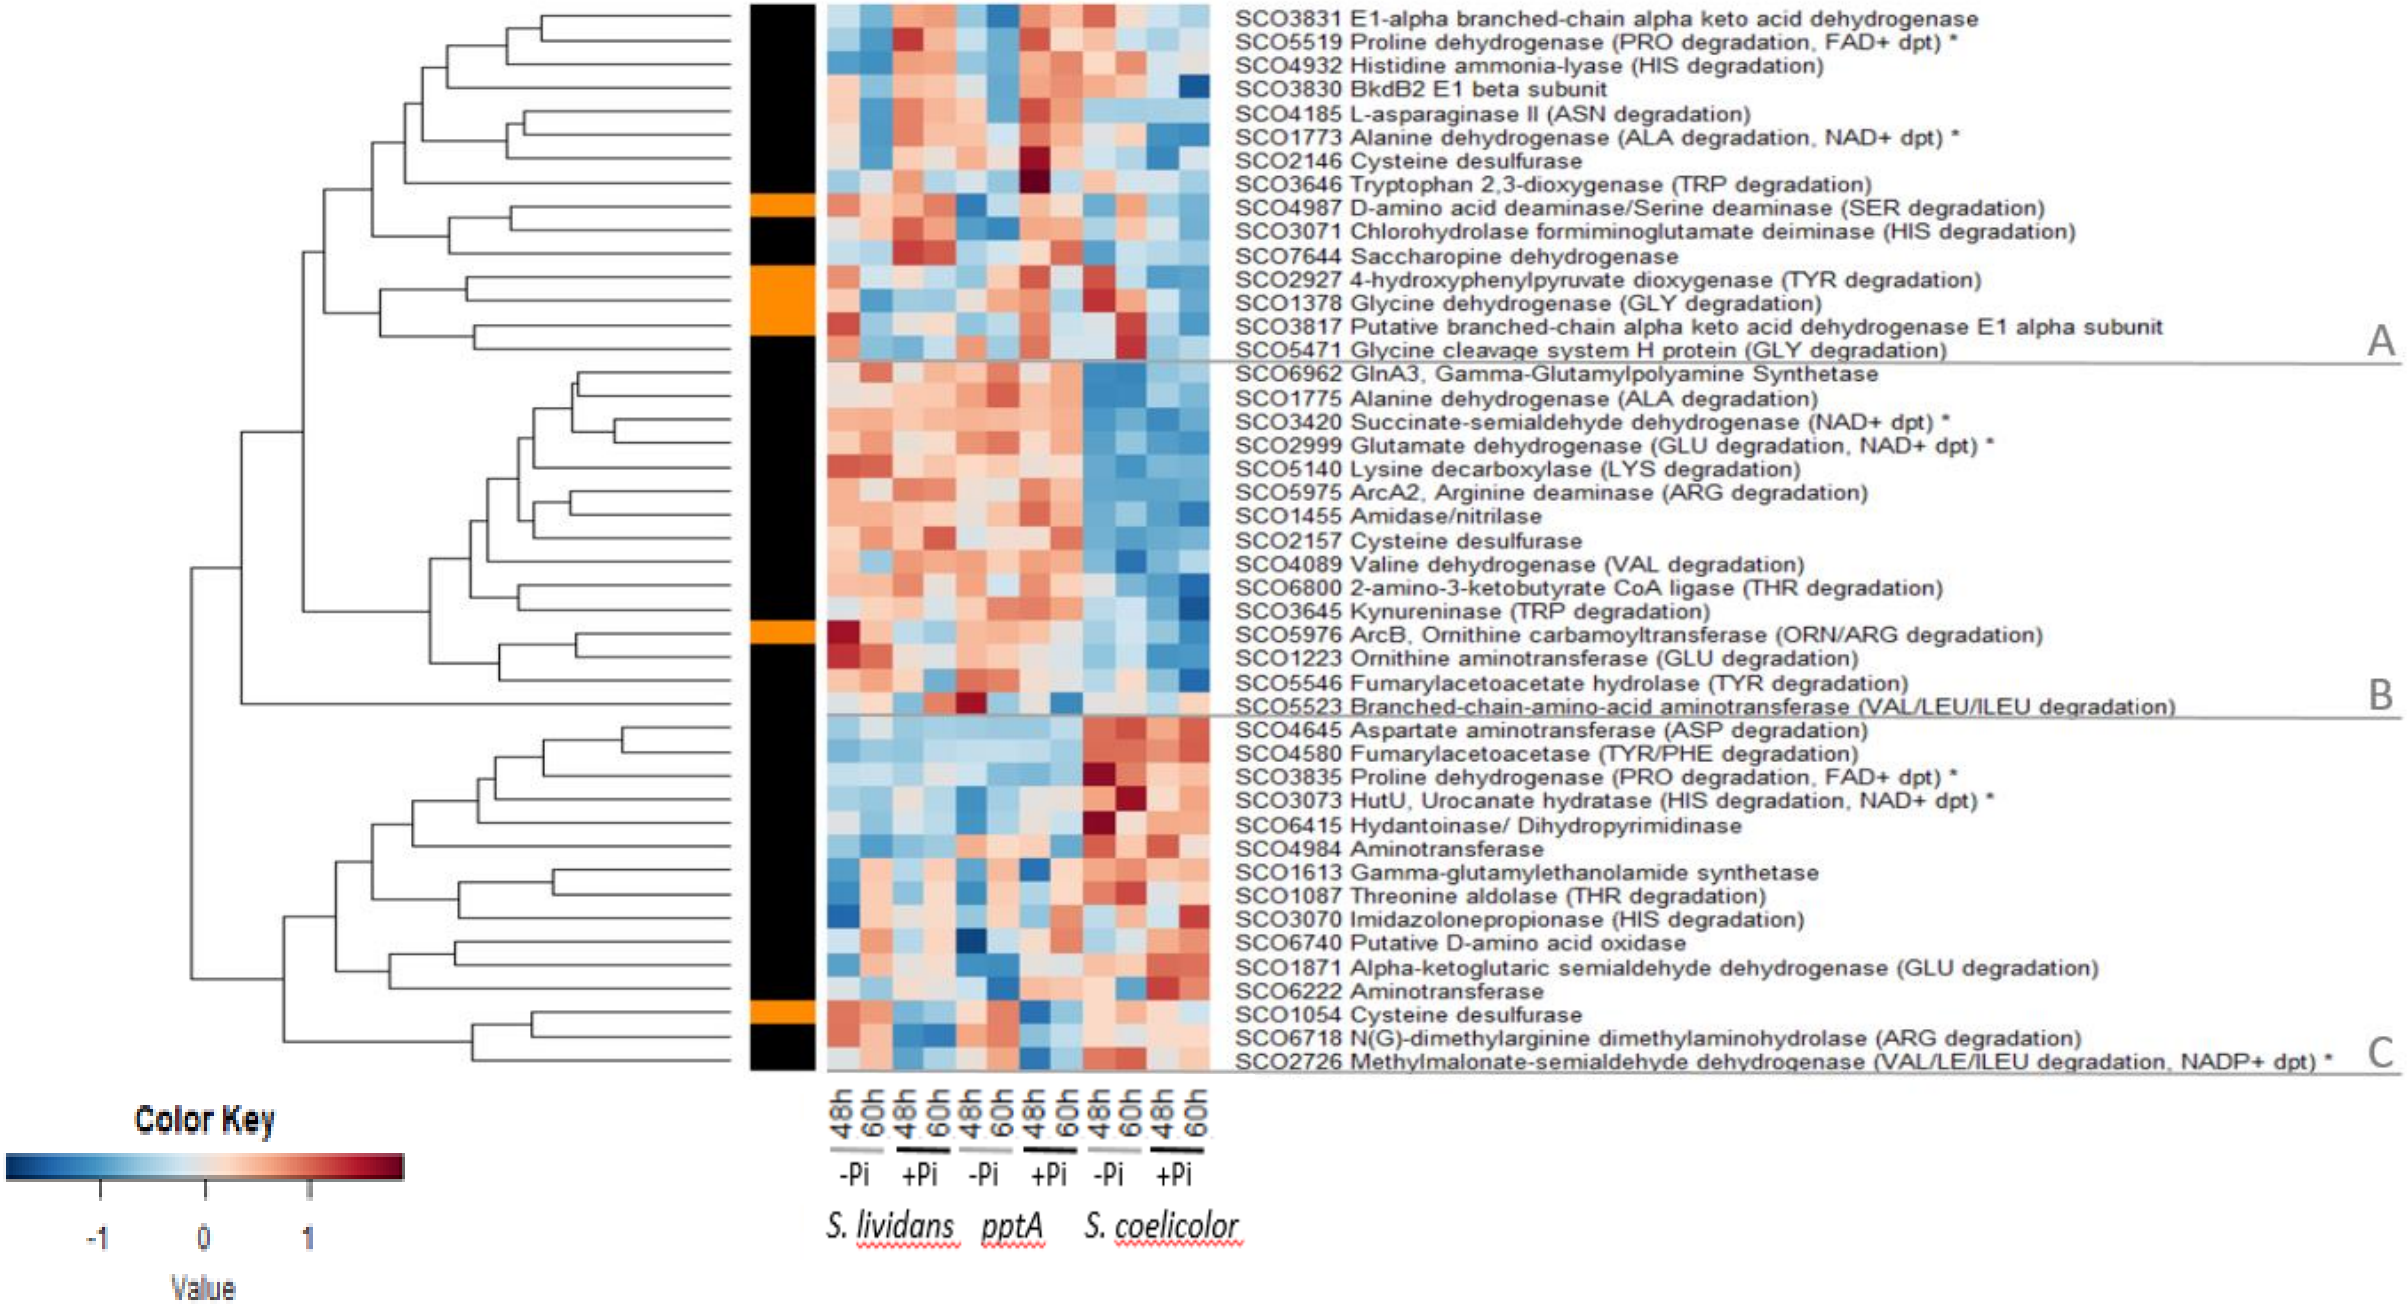 SCO3831 E1-alpha branched-chain alpha keto acid dehydrogenase
SCO5519 Proline dehydrogenase (PRO degradation, FAD+ dpt) *
SCO4932 Histidine ammonia-lyase (HIS degradation)
SCO3830 BkdB2 E1 beta subunit
SCO4185 L-asparaginase II (ASN degradation)
SCO1773 Alanine dehydrogenase (ALA degradation, NAD+ dpt) *
SCO2146 Cysteine desulfurase
SCO3646 Tryptophan 2,3-dioxygenase (TRP degradation)
SCO4987 D-amino acid deaminase/Serine deaminase (SER degradation)
SCO3071 Chlorohydrolase formiminoglutamate deiminase (HIS degradation)
SCO7644 Saccharopine dehydrogenase
SCO2927 4-hydroxyphenylpyruvate dioxygenase (TYR degradation)
SCO1378 Glycine dehydrogenase (GLY degradation)
SCO3817 Putative branched-chain alpha keto acid dehydrogenase E1 alpha subunit
SCO5471 Glycine cleavage system H protein (GLY degradation)
A
SCO6962 GlnA3, Gamma-Glutamylpolyamine Synthetase
SCO1775 Alanine dehydrogenase (ALA degradation)
SCO3420 Succinate-semialdehyde dehydrogenase (NAD+ dpt) *
SCO2999 Glutamate dehydrogenase (GLU degradation, NAD+ dpt) *
SCO5140 Lysine decarboxylase (LYS degradation)
SCO5975 ArcA2, Arginine deaminase (ARG degradation)
SCO1455 Amidase/nitrilase
SCO2157 Cysteine desulfurase
SCO4089 Valine dehydrogenase (VAL degradation)
SCO6800 2-amino-3-ketobutyrate CoA ligase (THR degradation)
SCO3645 Kynureninase (TRP degradation)
SCO5976 ArcB, Ornithine carbamoyltransferase (ORN/ARG degradation)
SCO1223 Ornithine aminotransferase (GLU degradation)
SCO5546 Fumarylacetoacetate hydrolase (TYR degradation)
SCO5523 Branched-chain-amino-acid aminotransferase (VAL/LEU/ILEU degradation)
B
SCO4645 Aspartate aminotransferase (ASP degradation)
SCO4580 Fumarylacetoacetase (TYR/PHE degradation)
SCO3835 Proline dehydrogenase (PRO degradation, FAD+ dpt) *
SCO3073 HutU, Urocanate hydratase (HIS degradation, NAD+ dpt) *
SCO6415 Hydantoinase/ Dihydropyrimidinase
SCO4984 Aminotransferase
SCO1613 Gamma-glutamylethanolamide synthetase
SCO1087 Threonine aldolase (THR degradation)
SCO3070 Imidazolonepropionase (HIS degradation)
SCO6740 Putative D-amino acid oxidase
SCO1871 Alpha-ketoglutaric semialdehyde dehydrogenase (GLU degradation)
SCO6222 Aminotransferase
SCO1054 Cysteine desulfurase
SCO6718 N(G)-dimethylarginine dimethylaminohydrolase (ARG degradation)
SCO2726 Methylmalonate-semialdehyde dehydrogenase (VAL/LE/ILEU degradation, NADP+ dpt) *
C
48h 60h 48h 60h 48h 60h 48h 60h 48h 60h 48h 60h
-Pi +Pi -Pi +Pi -Pi +Pi
S. lividans pptA S. coelicolor
Color Key
-1 0 1
Value